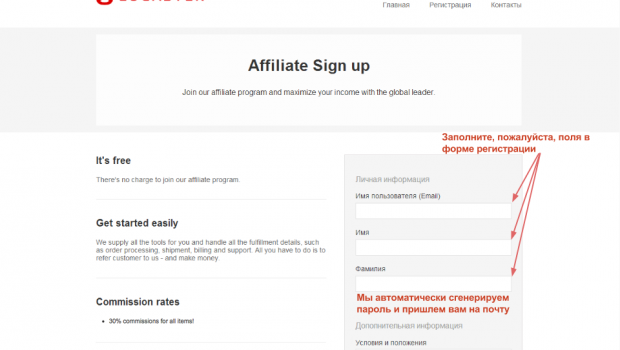 Главная Регистрация Контакты
Affiliate Sign up
Join our affiliate program and maximize your income with the global leader.
Заполните, пожалуйста, поля в
форме регистрации
It's free
There's no charge to join our affiliate program.
Get started easily
We supply all the tools for you and handle all the fulfillment details, such
as order processing, shipment, billing and support. All you have to do is to
refer customer to us - and make money.
Commission rates
30% commissions for all items!
Личная информация
Имя пользователя (Email)
Имя
Фамилия
Мы автоматически сгенерируем
пароль и пришлем вам на почту
Дополнительная информация
Условия и положения